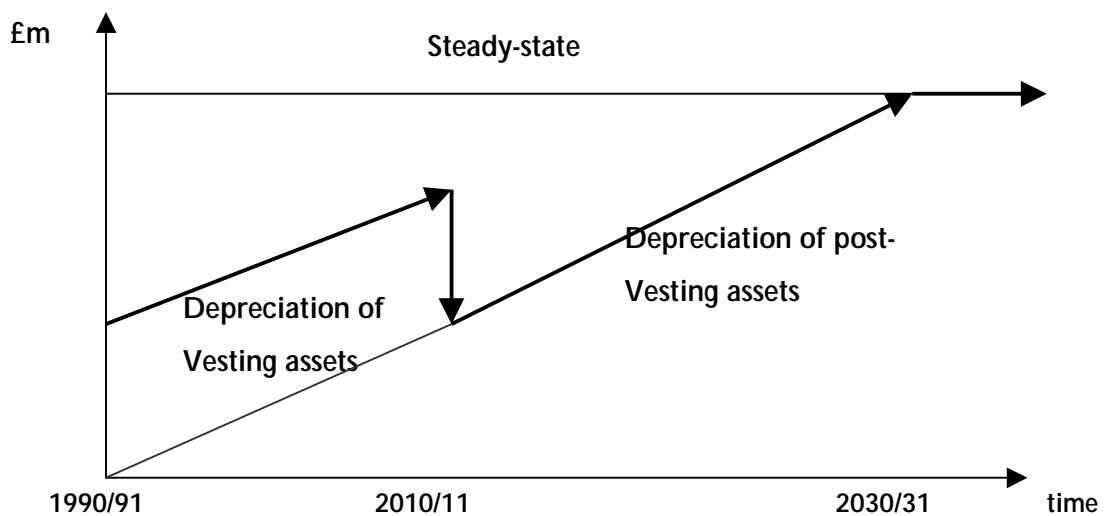 £m
Steady-state
Depreciation of post-
Vesting assets
Depreciation of
Vesting assets
1990/91
2010/11
2030/31
time